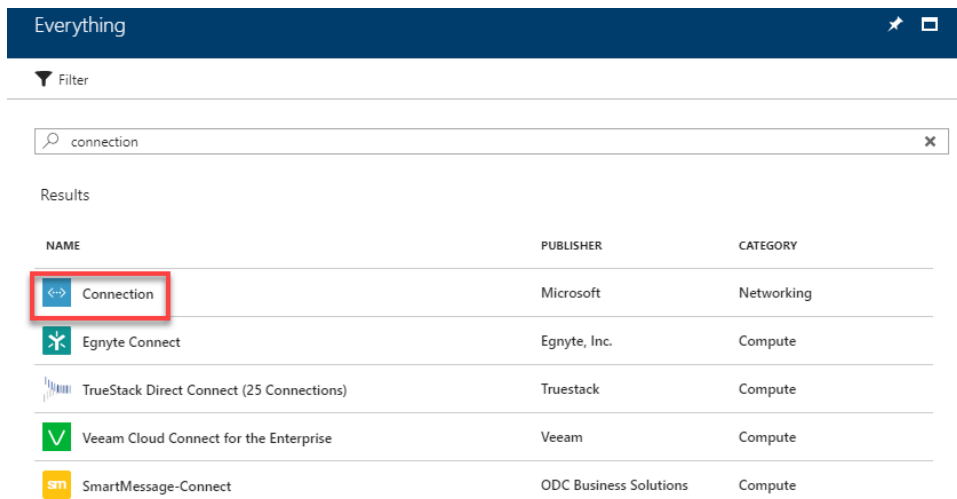 Everything
Filter
connection
Results
NAME PUBLISHER CATEGORY
Connection Microsoft Networking
Egnyte Connect Egnyte, Inc. Compute
TrueStack Direct Connect (25 Connections) Truestack Compute
Veeam Cloud Connect for the Enterprise Veeam Compute
sm SmartMessage-Connect ODC Business Solutions Compute